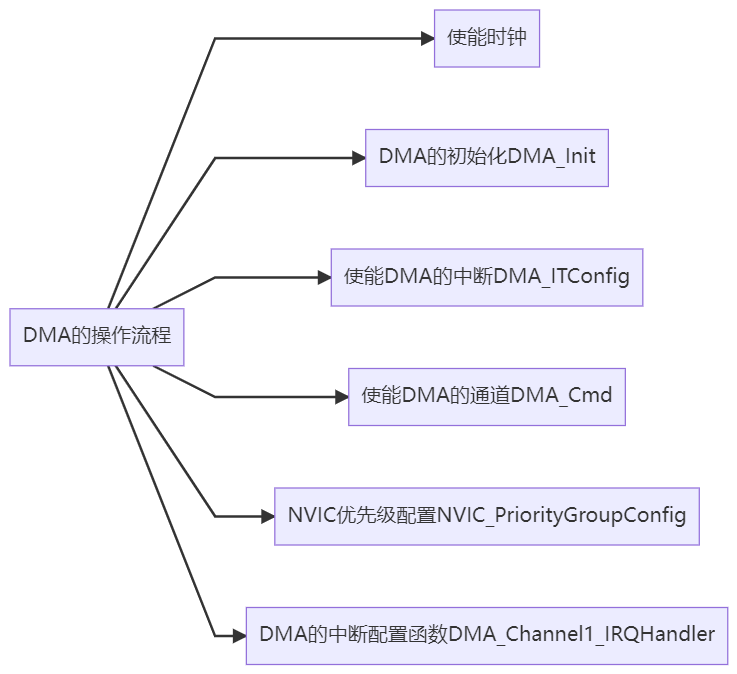 使能时钟
DMA的初始化DMA_Init
使能DMA的中断DMA_ITConfig
DMA的操作流程
使能DMA的通道DMA_Cmd
NVIC优先级配置NVIC_PriorityGroupConfig
DMA的中断配置函数DMA_Channel1_IRQHandler